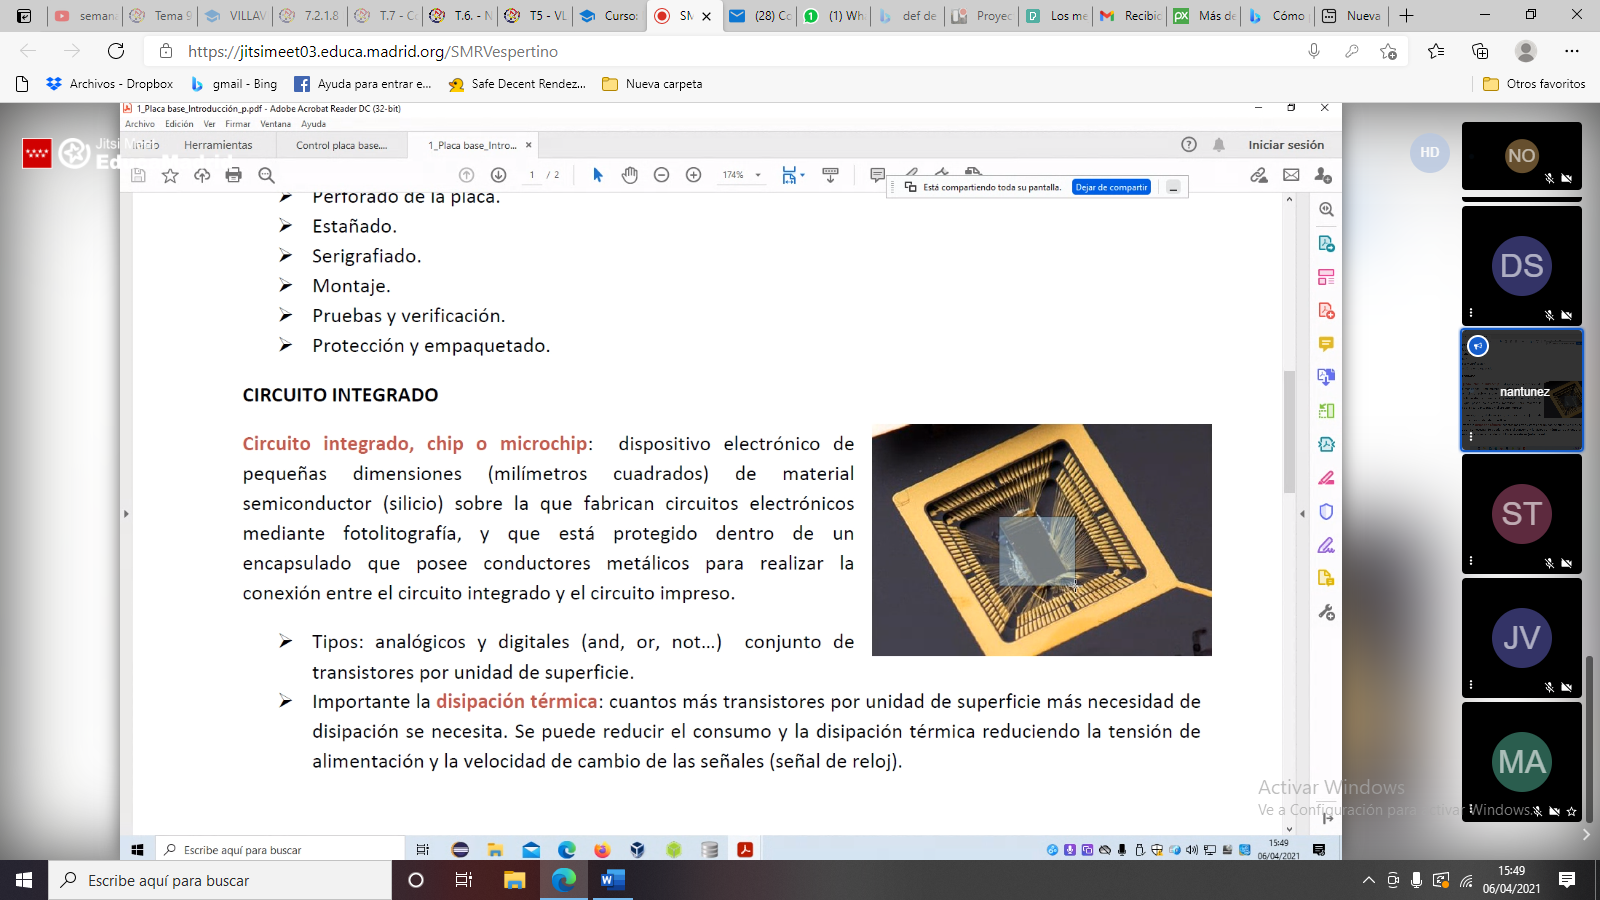 semana
Tema 9
VILLAV
7.2.1.8
T.7 - Co
T.6. - N
T5 - VL
Curso:
SM
(28) Co
(1) Wh
def de
Proyec
Los me
Recibic
Más de
Cómo
Nueva
https://jitsimeet03.educa.madrid.org/SMRVespertino
Archivos - Dropbox
gmail - Bing
Ayuda para entrar e...
Safe Decent Rendez...
Nueva carpeta
Otros favoritos
1_Placa base_Introducción_p.pdf - Adobe Acrobat Reader DC (32-bit)
Archivo Edición Ver Firmar Ventana Ayuda
Herramientas
Control placa base....
1_Placa base_Intro...
Iniciar sesión
1 / 2
174%
Está compartiendo toda su pantalla.
Dejar de compartir
Perforado de la placa.
Estañado.
Serigrafiado.
Montaje.
Pruebas y verificación.
Protección y empaquetado.
CIRCUITO INTEGRADO
Circuito integrado, chip o microchip: dispositivo electrónico de
pequeñas dimensiones (milímetros cuadrados) de material
semiconductor (silicio) sobre la que fabrican circuitos electrónicos
mediante fotolitografía, y que está protegido dentro de un
encapsulado que posee conductores metálicos para realizar la
conexión entre el circuito integrado y el circuito impreso.
Tipos: analógicos y digitales (and, or, not...) conjunto de
transistores por unidad de superficie.
Importante la disipación térmica: cuantos más transistores por unidad de superficie más necesidad de
disipación se necesita. Se puede reducir el consumo y la disipación térmica reduciendo la tensión de
alimentación y la velocidad de cambio de las señales (señal de reloj).
HD
NO
DS
nantunez
ST
JV
MA
Activar Windows
Ve a Configuración para activar Windows.
Escribe aquí para buscar
15:49
06/04/2021
Escribe aquí para buscar
15:49
06/04/2021